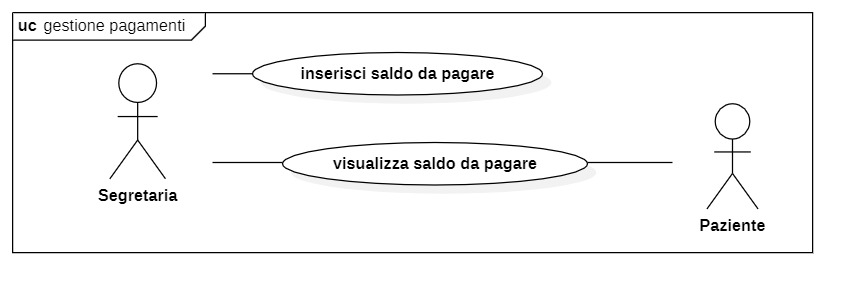 uc gestione pagamenti
inserisci saldo da pagare
visualizza saldo da pagare
Segretaria
Paziente